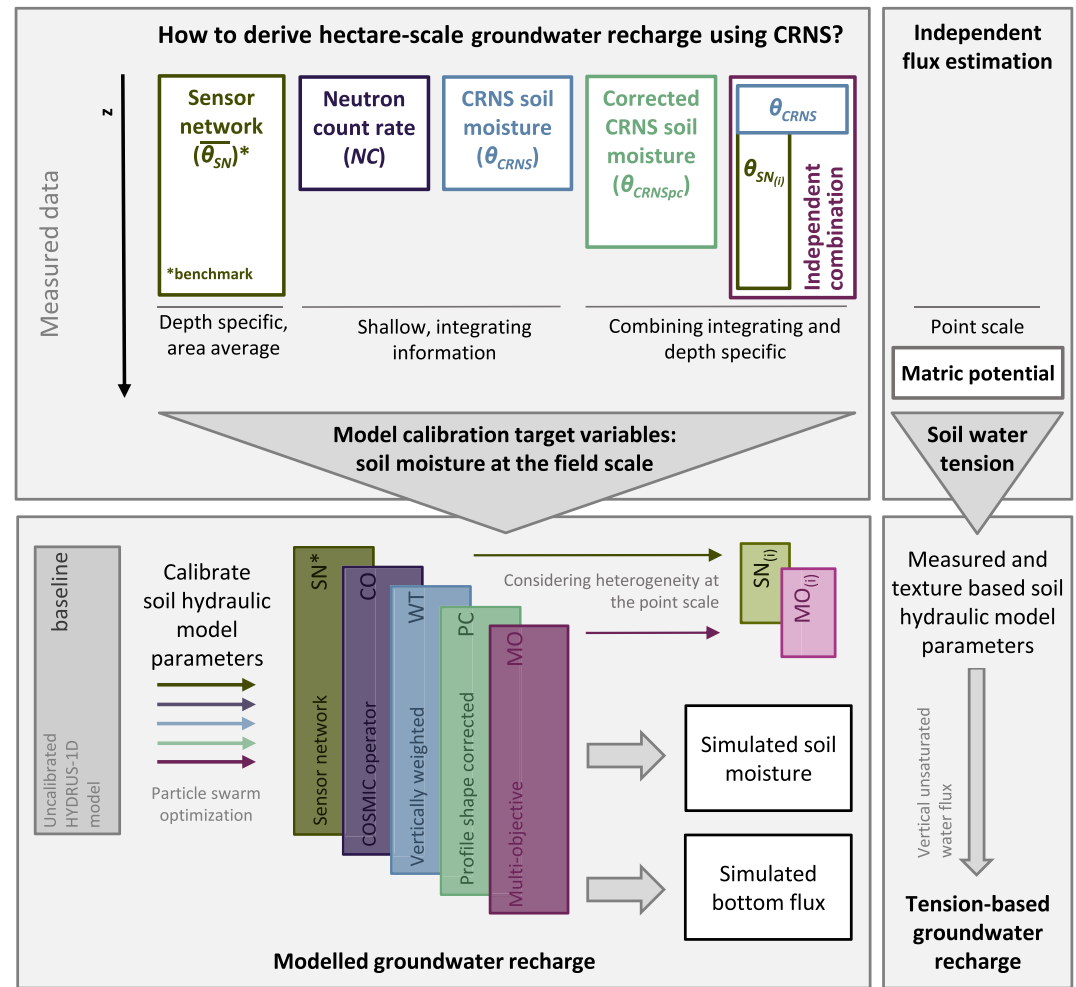 How to derive hectare-scale groundwater recharge using CRNS?
Measured data
z
Sensor
network
(θ̅_SN)*
*benchmark
Neutron
count rate
(NC)
CRNS soil
moisture
(θ_CRNS)
Corrected
CRNS soil
moisture
(θ_CRNSpc)
θ_CRNS
θ_SN(i)
Independent
combination
Depth specific,
area average
Shallow, integrating
information
Combining integrating and
depth specific
Model calibration target variables:
soil moisture at the field scale
Independent
flux estimation
Point scale
Matric potential
Soil water
tension
baseline
Uncalibrated
HYDRUS-1D
model
Calibrate
soil hydraulic
model
parameters
Particle swarm
optimization
SN*
Sensor network
CO
COSMIC operator
WT
Vertically weighted
PC
Profile shape corrected
MO
Multi-objective
Considering heterogeneity at
the point scale
SN(i)
MO(i)
Simulated soil
moisture
Simulated
bottom flux
Modelled groundwater recharge
Measured and
texture based soil
hydraulic model
parameters
Vertical unsaturated
water flux
Tension-based
groundwater
recharge